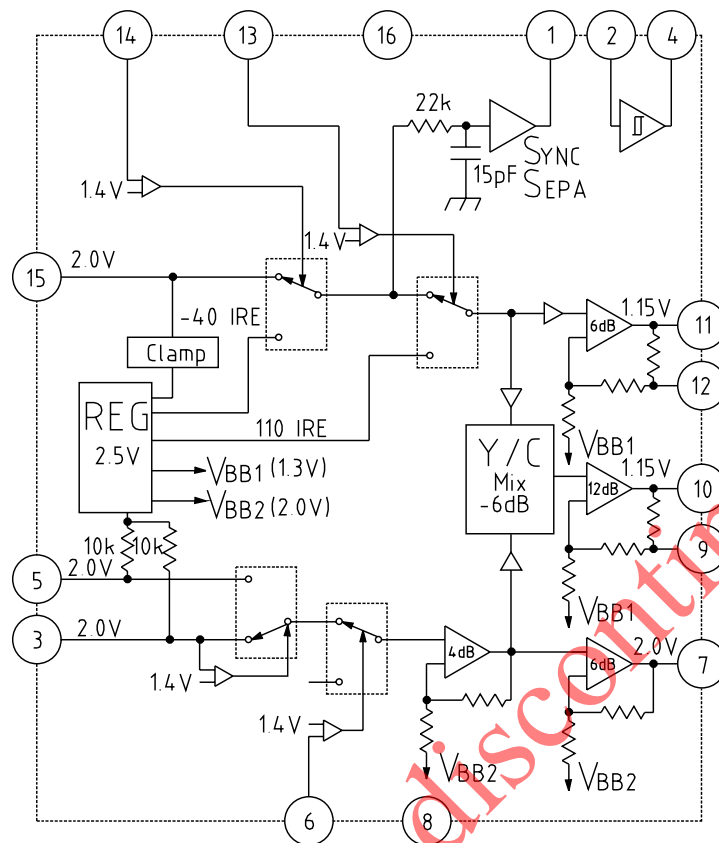 14
13
16
1
2
4
22k
15pF
SYNC
SEPA
1.4V
1.4V
15
2.0V
-40 IRE
Clamp
REG
2.5V
110 IRE
VBB1 (1.3V)
VBB2 (2.0V)
6dB
1.15V
11
12
VBB1
Y/C
Mix
-6dB
12dB
1.15V
10
9
VBB1
10k
10k
5
2.0V
3
2.0V
1.4V
1.4V
4dB
VBB2
6dB
2.0V
7
VBB2
6
8
discontin